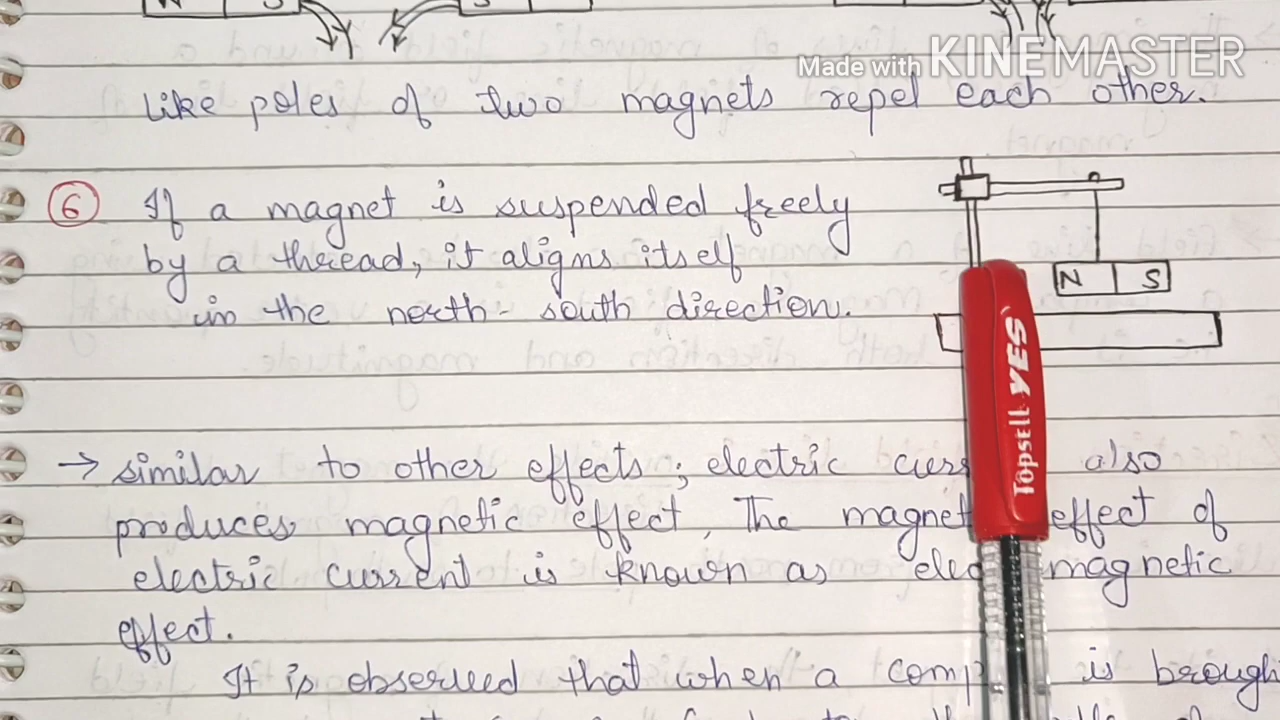 N S S
Made with KINEMASTER
Like poles of two magnets repel each other.
6 If a magnet is suspended freely
by a thread, it aligns itself
in the north-south direction.
N S
Topsell YES
→ similar to other effects; electric curr also
produces magnetic effect, The magnet effect of
electric current is known as elec magnetic
effect.
It is observed that when a comp is brough